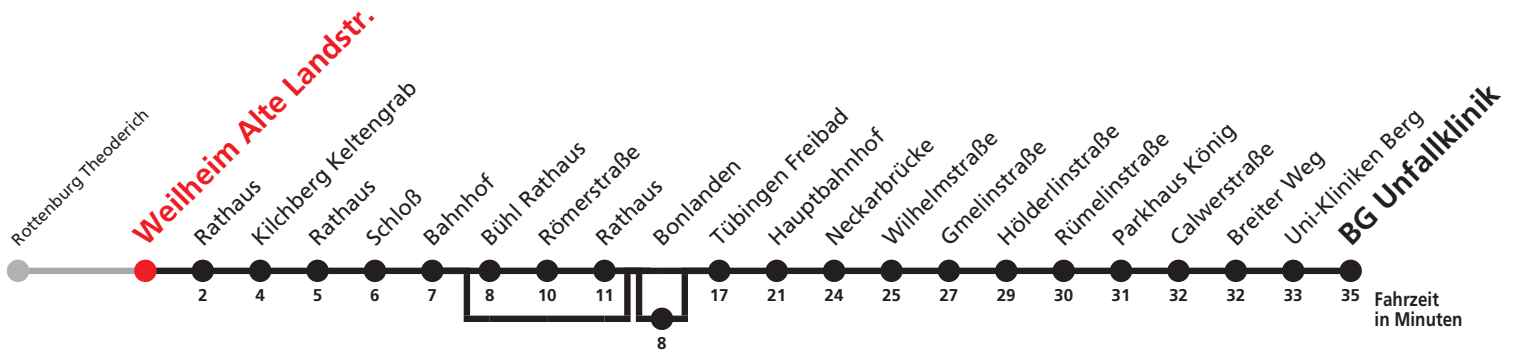 Rottenburg Theoderich
Weilheim Alte Landstr.
Rathaus
Kilchberg Keltengrab
Rathaus
Schloß
Bahnhof
Bühl Rathaus
Römerstraße
Rathaus
Bonlanden
Tübingen Freibad
Hauptbahnhof
Neckarbrücke
Wilhelmstraße
Gmelinstraße
Hölderlinstraße
Rümelinstraße
Parkhaus König
Calwerstraße
Breiter Weg
Uni-Kliniken Berg
BG Unfallklinik
2 4 5 6 7 8 10 11 17 21 24 25 27 29 30 31 32 32 33 35
Fahrzeit
in Minuten
8